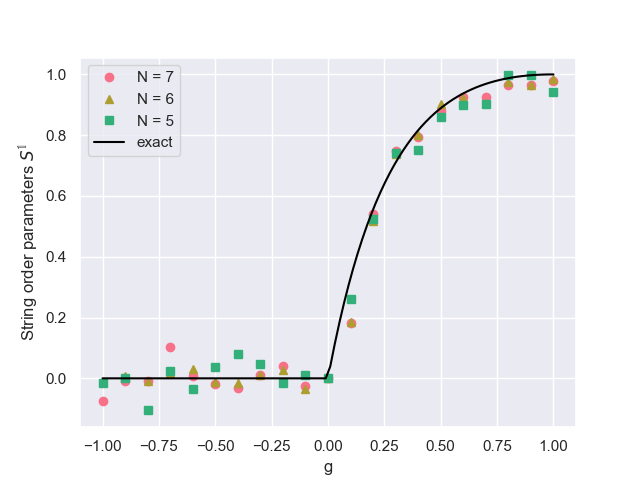 N = 7
N = 6
N = 5
exact
String order parameters $S^{𝟙}$
1.0
0.8
0.6
0.4
0.2
0.0
−1.00 −0.75 −0.50 −0.25 0.00 0.25 0.50 0.75 1.00
g